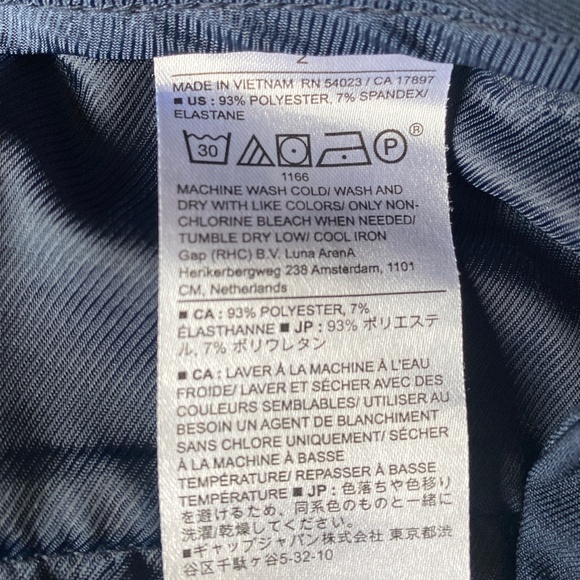 2
MADE IN VIETNAM RN 54023 / CA 17897
■ US : 93% POLYESTER, 7% SPANDEX/
ELASTANE
30 P ®
1166
MACHINE WASH COLD/ WASH AND
DRY WITH LIKE COLORS/ ONLY NON-
CHLORINE BLEACH WHEN NEEDED/
TUMBLE DRY LOW/ COOL IRON
Gap (RHC) B.V. Luna ArenA
Herikerbergweg 238 Amsterdam, 1101
CM, Netherlands
■ CA : 93% POLYESTER, 7%
ÉLASTHANNE ■ JP : 93% ポリエステ
ル, 7% ポリウレタン
■ CA : LAVER À LA MACHINE À L'EAU
FROIDE/ LAVER ET SÉCHER AVEC DES
COULEURS SEMBLABLES/ UTILISER AU
BESOIN UN AGENT DE BLANCHIMENT
SANS CHLORE UNIQUEMENT/ SÉCHER
À LA MACHINE À BASSE
TEMPÉRATURE/ REPASSER À BASSE
TEMPÉRATURE ■ JP : 色落ちや色移り
を避けるため、同系色のものと一緒に
洗濯/乾燥してください。
■ギャップジャパン株式会社 東京都渋
谷区千駄ヶ谷5-32-10